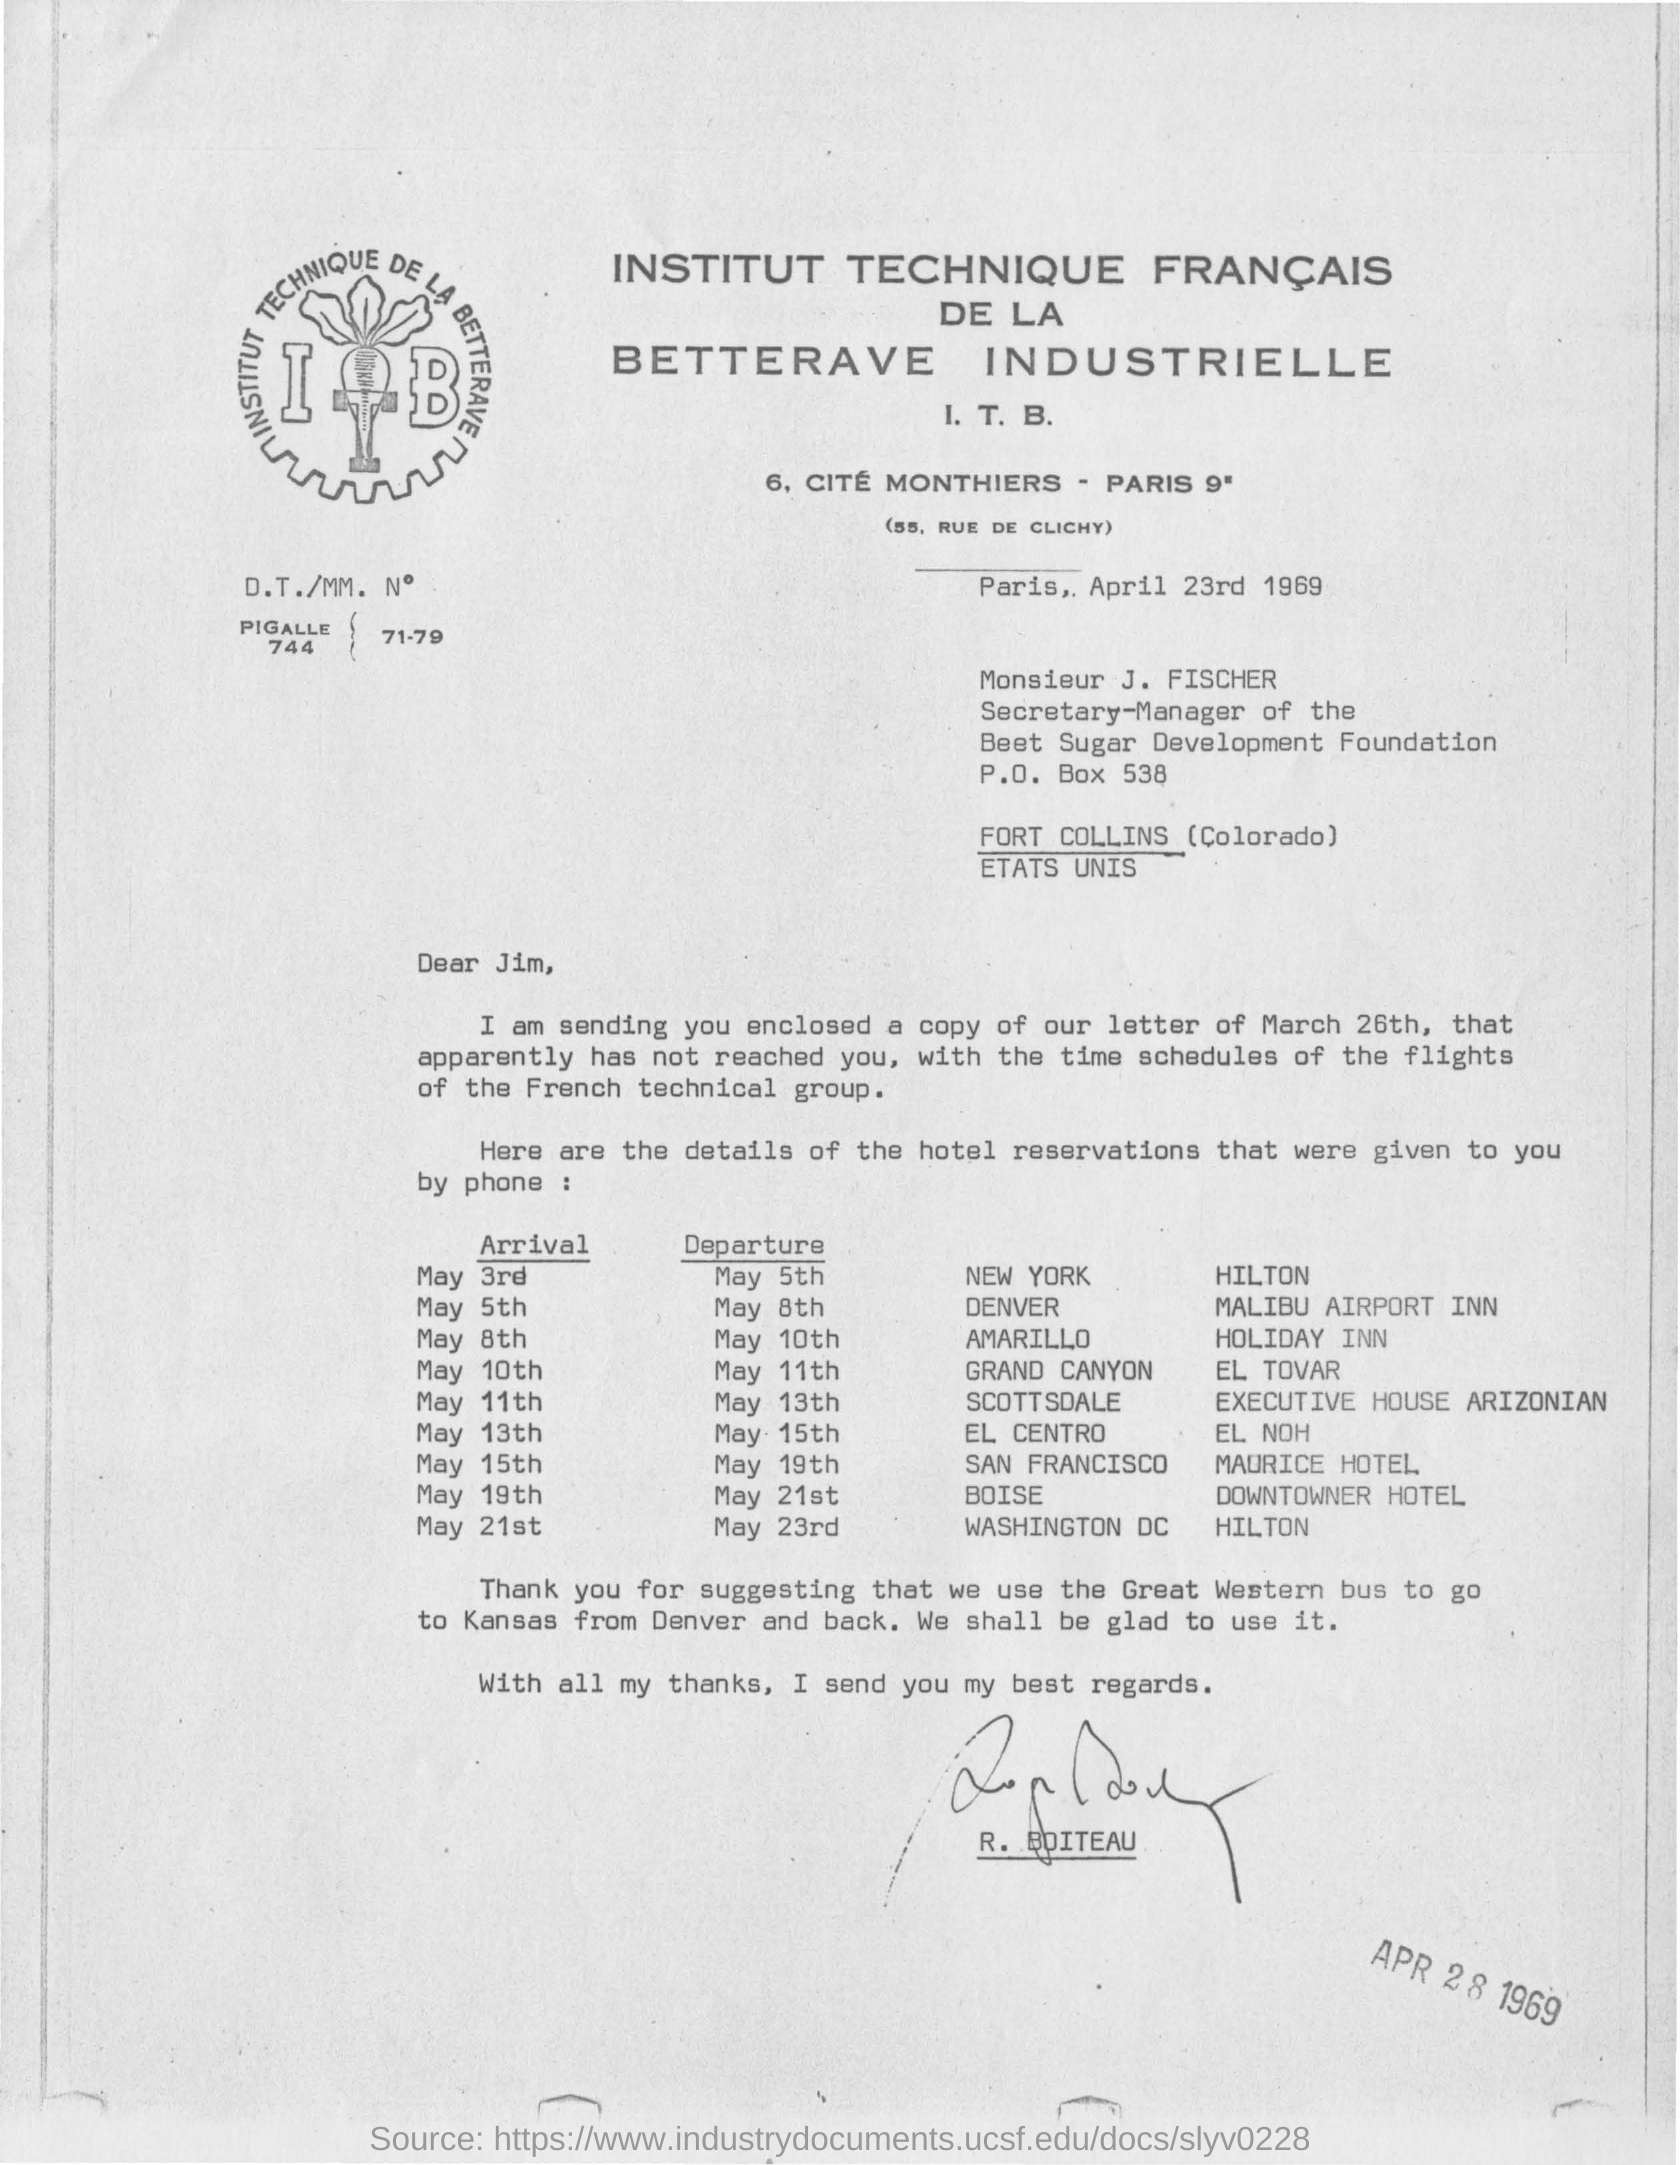 INSTITUT TECHNIQUE DE LA BETTERAVE
I B
INSTITUT TECHNIQUE FRANÇAIS
DE LA
BETTERAVE INDUSTRIELLE
I. T. B.
6, CITÉ MONTHIERS - PARIS 9e
(55, RUE DE CLICHY)
D.T./MM. N°
PIGALLE
744 { 71-79
Paris,. April 23rd 1969
Monsieur J. FISCHER
Secretary-Manager of the
Beet Sugar Development Foundation
P.O. Box 538
FORT COLLINS (Colorado)
ETATS UNIS
Dear Jim,
I am sending you enclosed a copy of our letter of March 26th, that
apparently has not reached you, with the time schedules of the flights
of the French technical group.
Here are the details of the hotel reservations that were given to you
by phone :
Arrival Departure
May 3rd May 5th NEW YORK HILTON
May 5th May 8th DENVER MALIBU AIRPORT INN
May 8th May 10th AMARILLO HOLIDAY INN
May 10th May 11th GRAND CANYON EL TOVAR
May 11th May 13th SCOTTSDALE EXECUTIVE HOUSE ARIZONIAN
May 13th May 15th EL CENTRO EL NOH
May 15th May 19th SAN FRANCISCO MAURICE HOTEL
May 19th May 21st BOISE DOWNTOWNER HOTEL
May 21st May 23rd WASHINGTON DC HILTON
Thank you for suggesting that we use the Great Western bus to go
to Kansas from Denver and back. We shall be glad to use it.
With all my thanks, I send you my best regards.
R. BOITEAU
APR 28 1969
Source: https://www.industrydocuments.ucsf.edu/docs/slyv0228